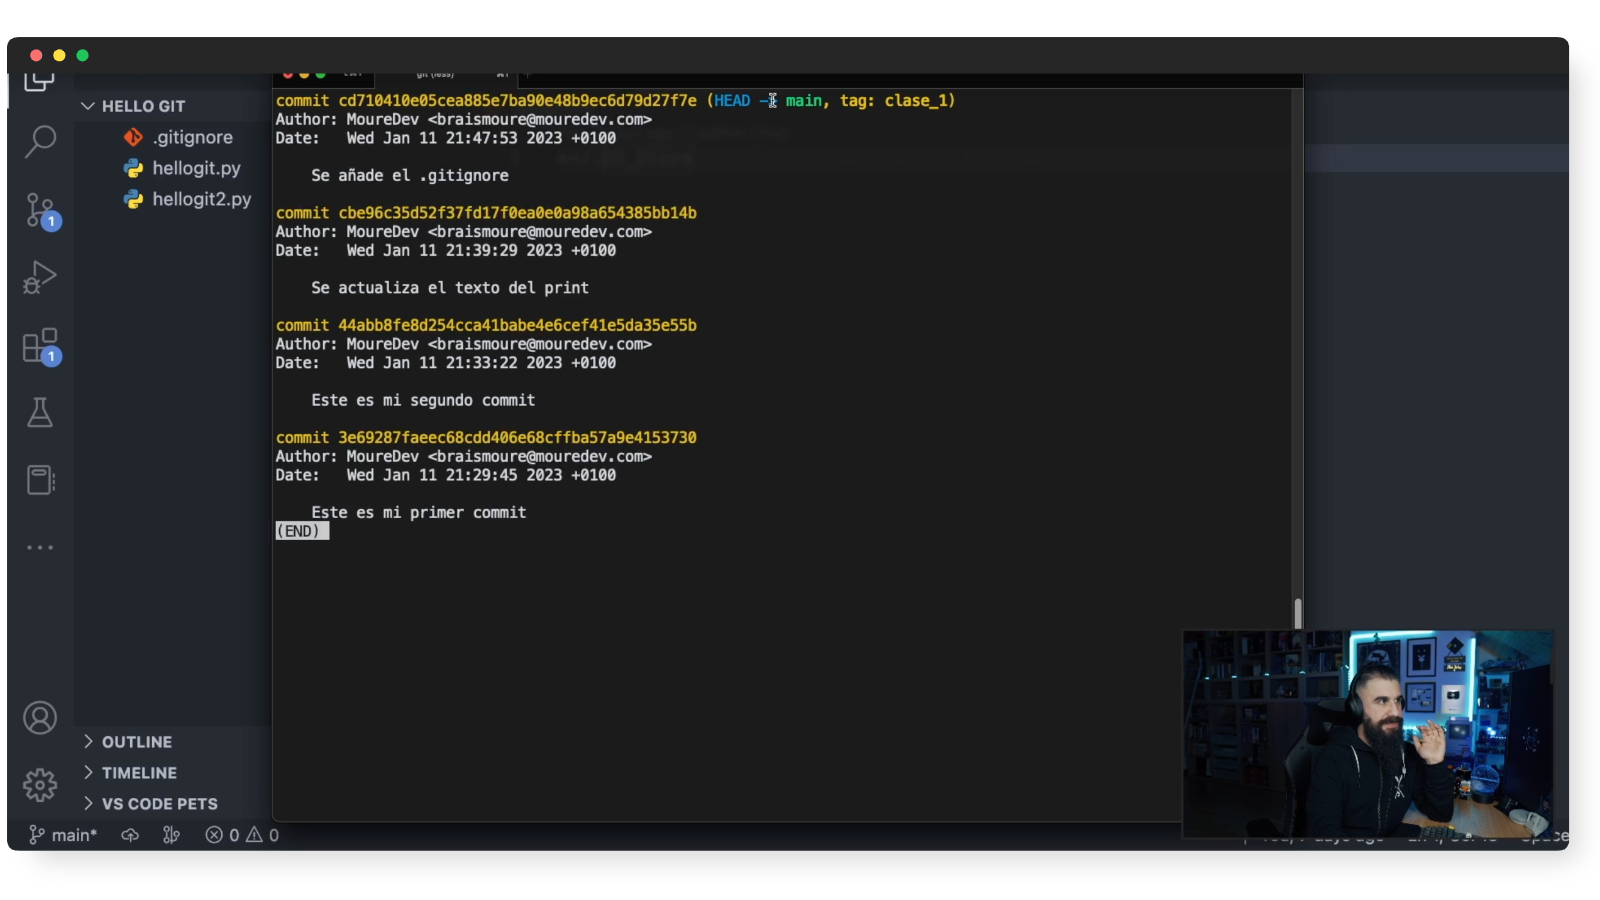 HELLO GIT
.gitignore
hellogit.py
hellogit2.py
1
1
OUTLINE
TIMELINE
VS CODE PETS
main*
0
0
git (less)
commit cd710410e05cea885e7ba90e48b9ec6d79d27f7e (HEAD -> main, tag: clase_1)
Author: MoureDev <braismoure@mouredev.com>
Date:   Wed Jan 11 21:47:53 2023 +0100
Se añade el .gitignore
commit cbe96c35d52f37fd17f0ea0e0a98a654385bb14b
Author: MoureDev <braismoure@mouredev.com>
Date:   Wed Jan 11 21:39:29 2023 +0100
Se actualiza el texto del print
commit 44abb8fe8d254cca41babe4e6cef41e5da35e55b
Author: MoureDev <braismoure@mouredev.com>
Date:   Wed Jan 11 21:33:22 2023 +0100
Este es mi segundo commit
commit 3e69287faeec68cdd406e68cffba57a9e4153730
Author: MoureDev <braismoure@mouredev.com>
Date:   Wed Jan 11 21:29:45 2023 +0100
Este es mi primer commit
(END)